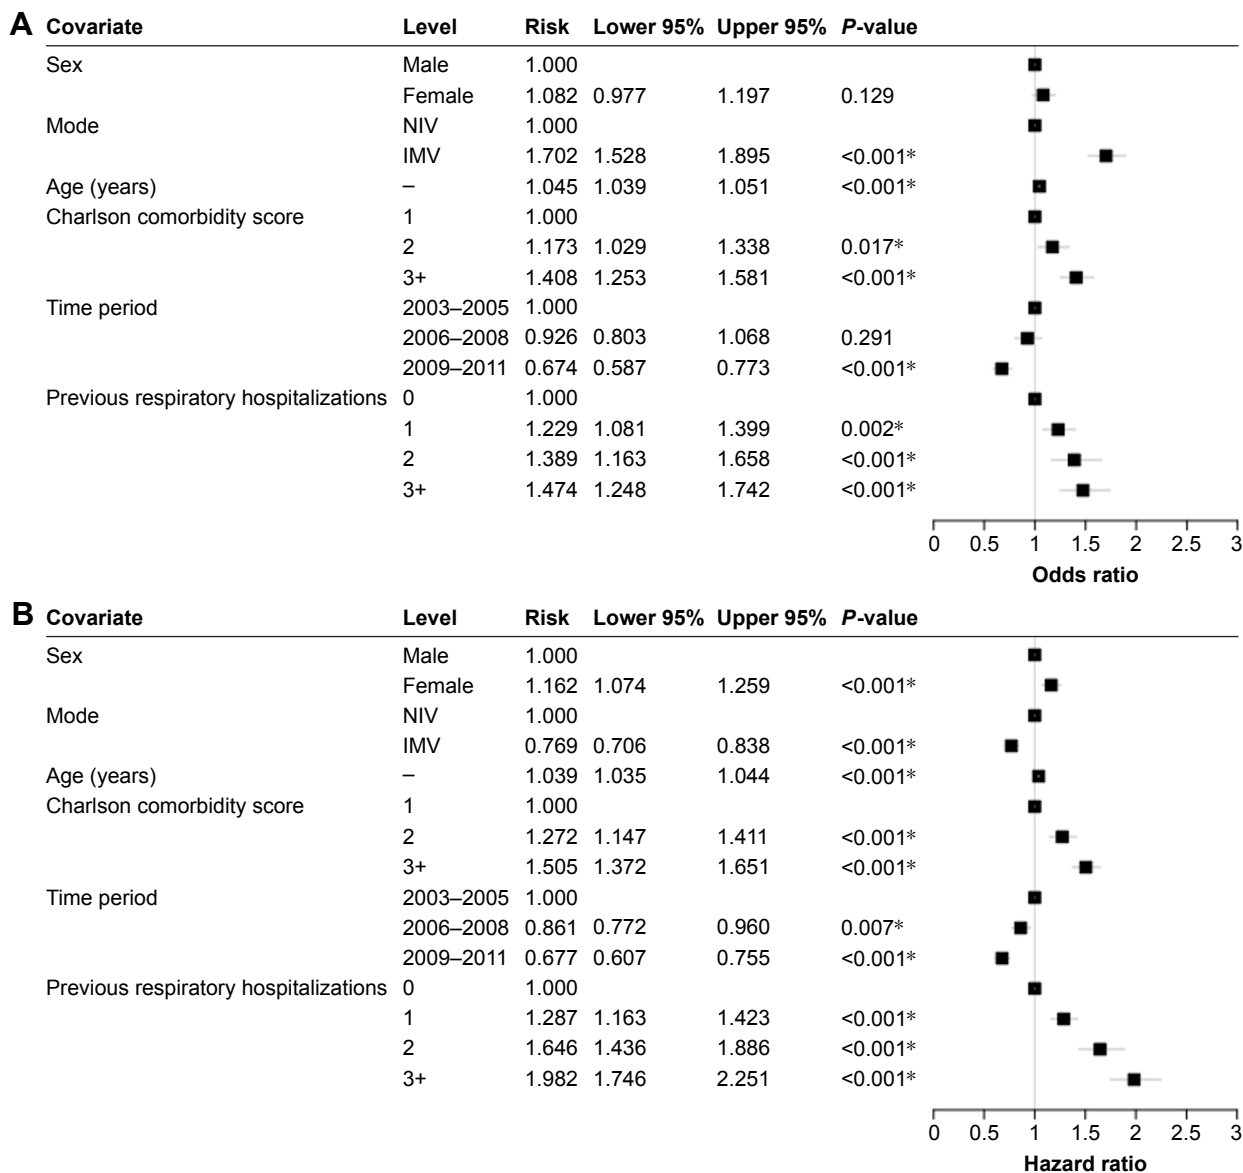 A Covariate Level Risk Lower 95% Upper 95% P-value
Sex Male 1.000
Female 1.082 0.977 1.197 0.129
Mode NIV 1.000
IMV 1.702 1.528 1.895 <0.001*
Age (years) – 1.045 1.039 1.051 <0.001*
Charlson comorbidity score 1 1.000
2 1.173 1.029 1.338 0.017*
3+ 1.408 1.253 1.581 <0.001*
Time period 2003–2005 1.000
2006–2008 0.926 0.803 1.068 0.291
2009–2011 0.674 0.587 0.773 <0.001*
Previous respiratory hospitalizations 0 1.000
1 1.229 1.081 1.399 0.002*
2 1.389 1.163 1.658 <0.001*
3+ 1.474 1.248 1.742 <0.001*
0 0.5 1 1.5 2 2.5 3
Odds ratio
B Covariate Level Risk Lower 95% Upper 95% P-value
Sex Male 1.000
Female 1.162 1.074 1.259 <0.001*
Mode NIV 1.000
IMV 0.769 0.706 0.838 <0.001*
Age (years) – 1.039 1.035 1.044 <0.001*
Charlson comorbidity score 1 1.000
2 1.272 1.147 1.411 <0.001*
3+ 1.505 1.372 1.651 <0.001*
Time period 2003–2005 1.000
2006–2008 0.861 0.772 0.960 0.007*
2009–2011 0.677 0.607 0.755 <0.001*
Previous respiratory hospitalizations 0 1.000
1 1.287 1.163 1.423 <0.001*
2 1.646 1.436 1.886 <0.001*
3+ 1.982 1.746 2.251 <0.001*
0 0.5 1 1.5 2 2.5 3
Hazard ratio